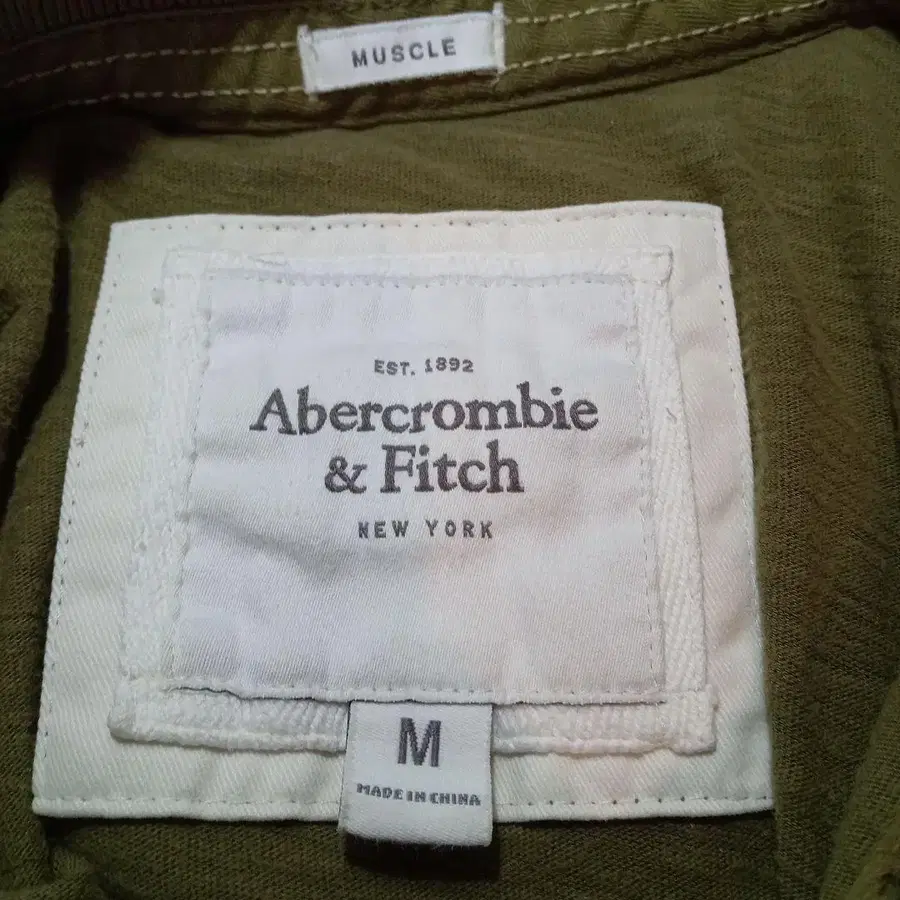 MUSCLE
EST. 1892
Abercrombie
& Fitch
NEW YORK
M
MADE IN CHINA